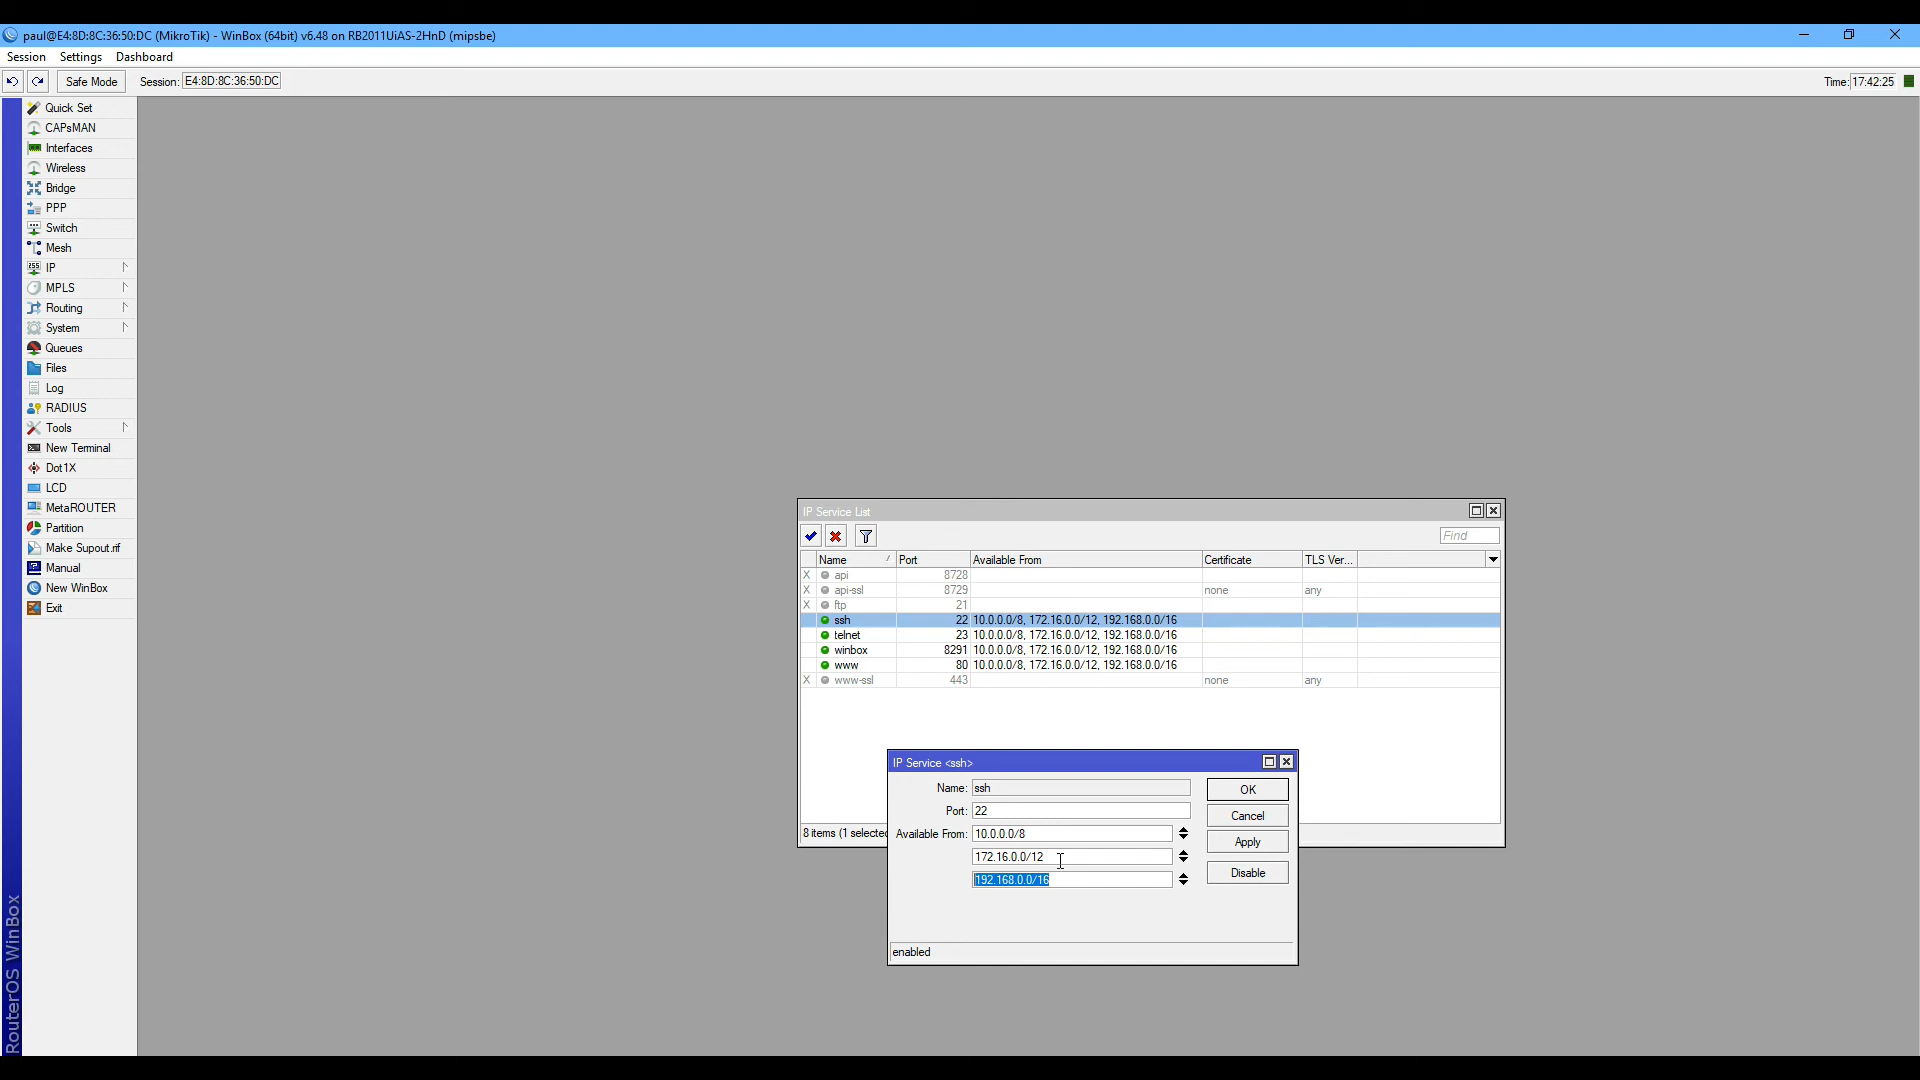 paul@E4:8D:8C:36:50:DC (MikroTik) - WinBox (64bit) v6.48 on RB2011UiAS-2HnD (mipsbe)
Session Settings Dashboard
Safe Mode Session: E4:8D:8C:36:50:DC Time: 17:42:25
Quick Set
CAPsMAN
Interfaces
Wireless
Bridge
PPP
Switch
Mesh
IP
MPLS
Routing
System
Queues
Files
Log
RADIUS
Tools
New Terminal
Dot1X
LCD
MetaROUTER
Partition
Make Supout.rif
Manual
New WinBox
Exit
RouterOS WinBox
IP Service List
Find
Name Port Available From Certificate TLS Ver...
X api 8728
X api-ssl 8729 none any
X ftp 21
ssh 22 10.0.0.0/8, 172.16.0.0/12, 192.168.0.0/16
telnet 23 10.0.0.0/8, 172.16.0.0/12, 192.168.0.0/16
winbox 8291 10.0.0.0/8, 172.16.0.0/12, 192.168.0.0/16
www 80 10.0.0.0/8, 172.16.0.0/12, 192.168.0.0/16
X www-ssl 443 none any
8 items (1 selected
IP Service <ssh>
Name: ssh
Port: 22
Available From: 10.0.0.0/8
172.16.0.0/12
192.168.0.0/16
OK
Cancel
Apply
Disable
enabled